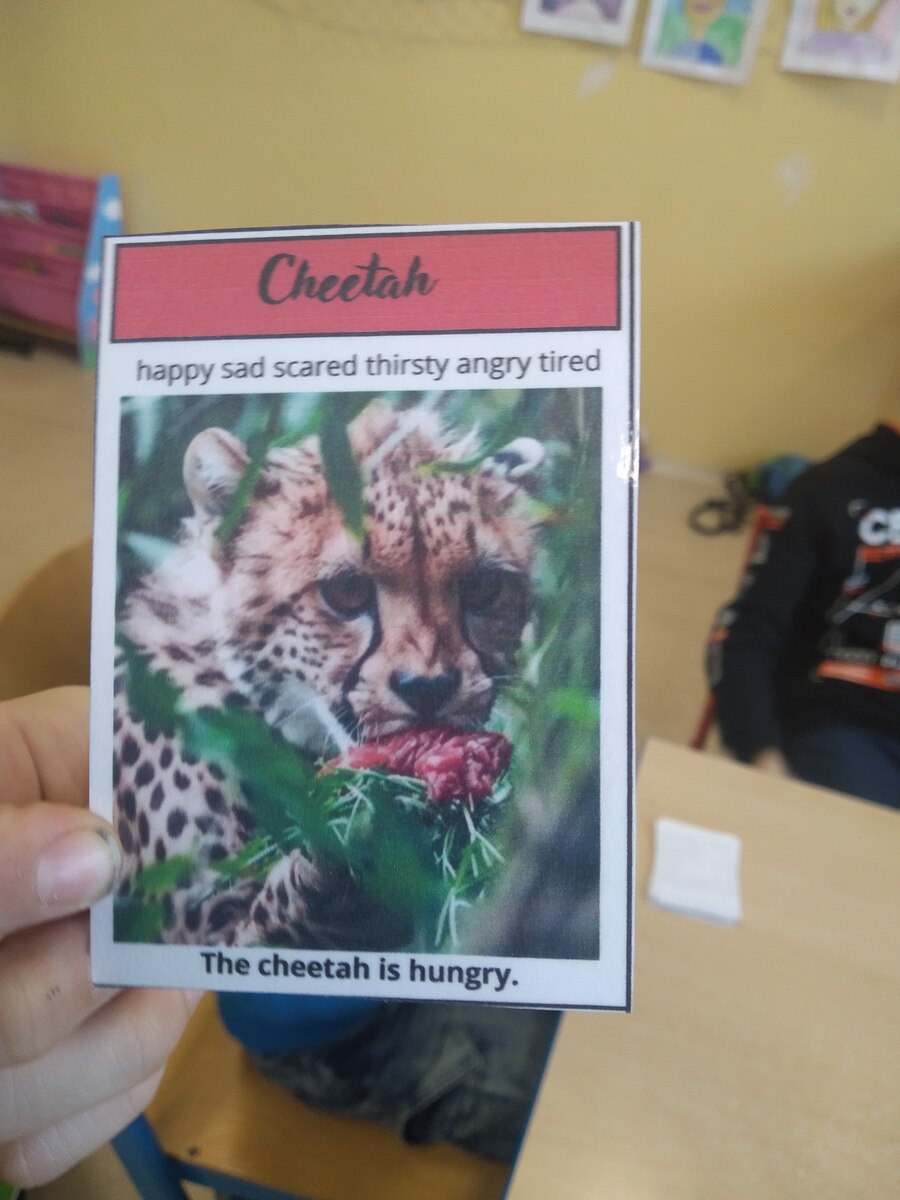 Cheetah
happy sad scared thirsty angry tired
The cheetah is hungry.